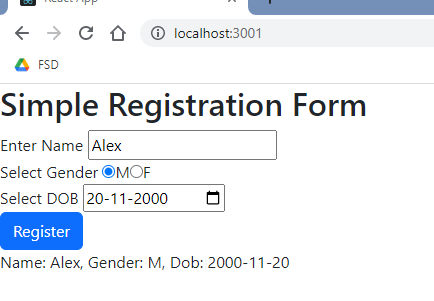 React App
localhost:3001
FSD
Simple Registration Form
Enter Name Alex
Select Gender M F
Select DOB 20-11-2000
Register
Name: Alex, Gender: M, Dob: 2000-11-20